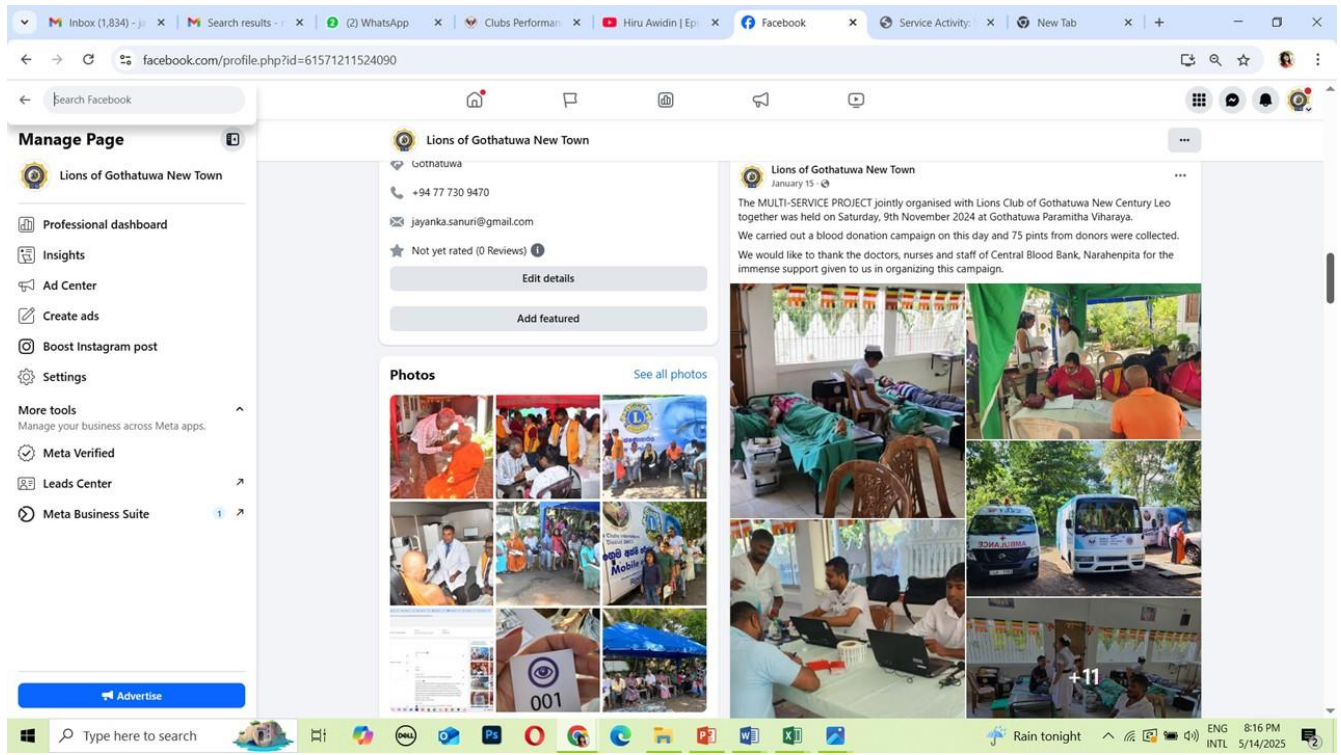 Inbox (1,834) - ja
Search results - r
(2) WhatsApp
Clubs Performan
Hiru Awidin | Epi
Facebook
Service Activity:
New Tab
facebook.com/profile.php?id=61571211524090
Search Facebook
Manage Page
Lions of Gothatuwa New Town
Professional dashboard
Insights
Ad Center
Create ads
Boost Instagram post
Settings
More tools
Manage your business across Meta apps.
Meta Verified
Leads Center
Meta Business Suite
1
Advertise
Lions of Gothatuwa New Town
Gothatuwa
+94 77 730 9470
jayanka.sanuri@gmail.com
Not yet rated (0 Reviews)
Edit details
Add featured
Photos
See all photos
Mobile
001
Lions of Gothatuwa New Town
January 15 ·
The MULTI-SERVICE PROJECT jointly organised with Lions Club of Gothatuwa New Century Leo
together was held on Saturday, 9th November 2024 at Gothatuwa Paramitha Viharaya.
We carried out a blood donation campaign on this day and 75 pints from donors were collected.
We would like to thank the doctors, nurses and staff of Central Blood Bank, Narahenpita for the
immense support given to us in organizing this campaign.
AMBULANCE
+11
Type here to search
DELL
Ps
Rain tonight
ENG
INTL
8:16 PM
5/14/2025
2